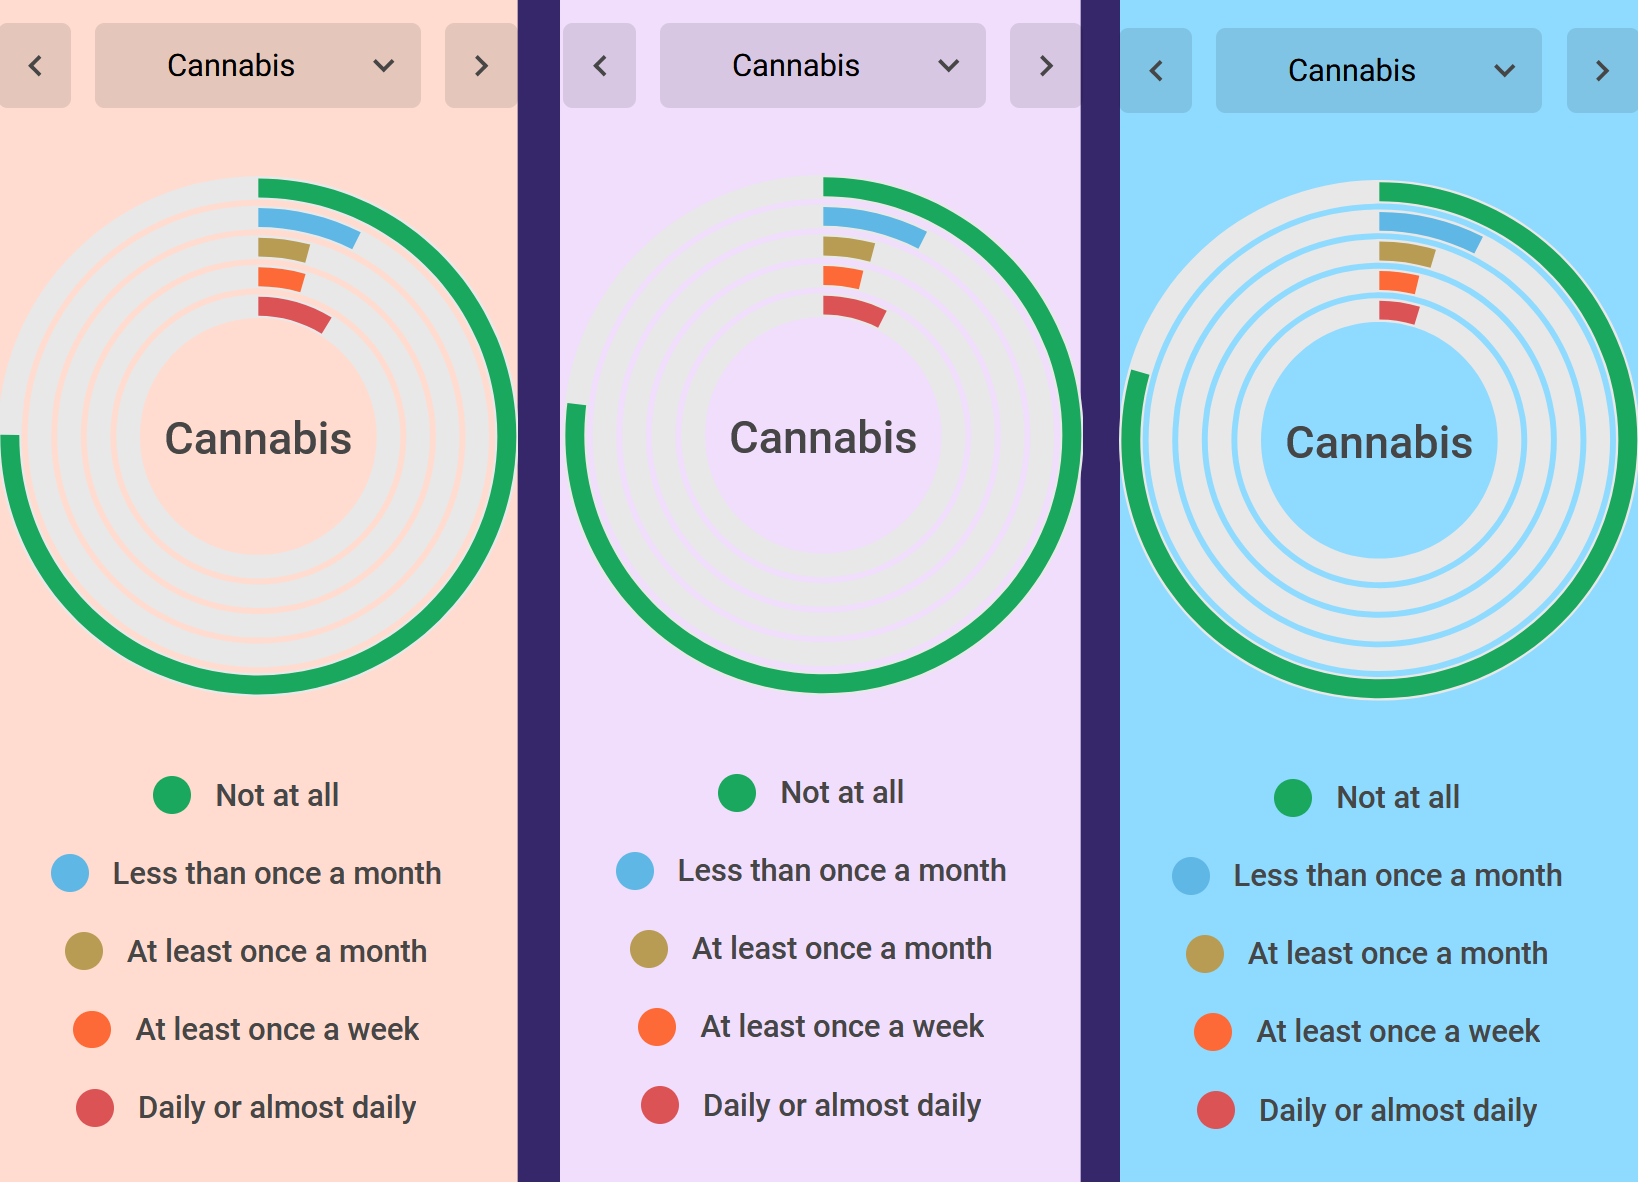 Cannabis
Cannabis
Not at all
Less than once a month
At least once a month
At least once a week
Daily or almost daily
Cannabis
Cannabis
Not at all
Less than once a month
At least once a month
At least once a week
Daily or almost daily
Cannabis
Cannabis
Not at all
Less than once a month
At least once a month
At least once a week
Daily or almost daily